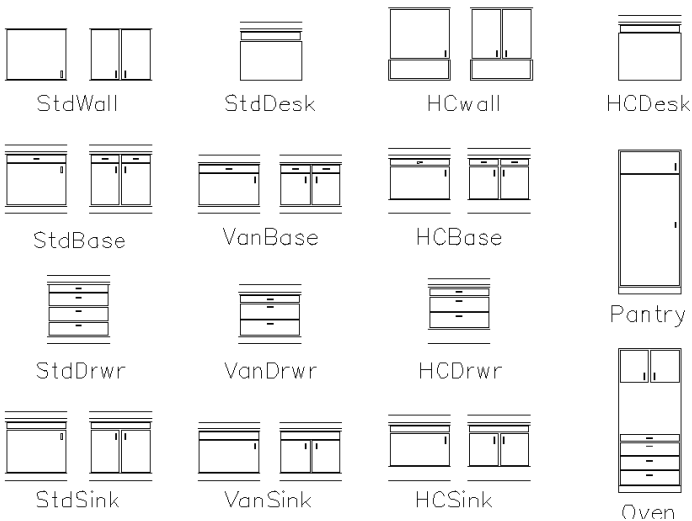 StdWall StdDesk HCwall HCDesk
StdBase VanBase HCBase
Pantry
StdDrwr VanDrwr HCDrwr
StdSink VanSink HCSink
Oven